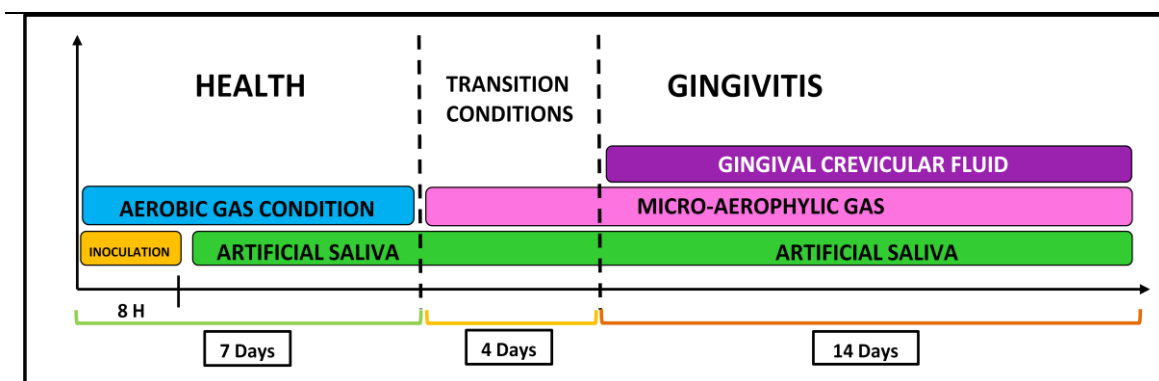 HEALTH
TRANSITION
CONDITIONS
GINGIVITIS
GINGIVAL CREVICULAR FLUID
AEROBIC GAS CONDITION
MICRO-AEROPHYLIC GAS
INOCULATION
ARTIFICIAL SALIVA
ARTIFICIAL SALIVA
8 H
7 Days
4 Days
14 Days